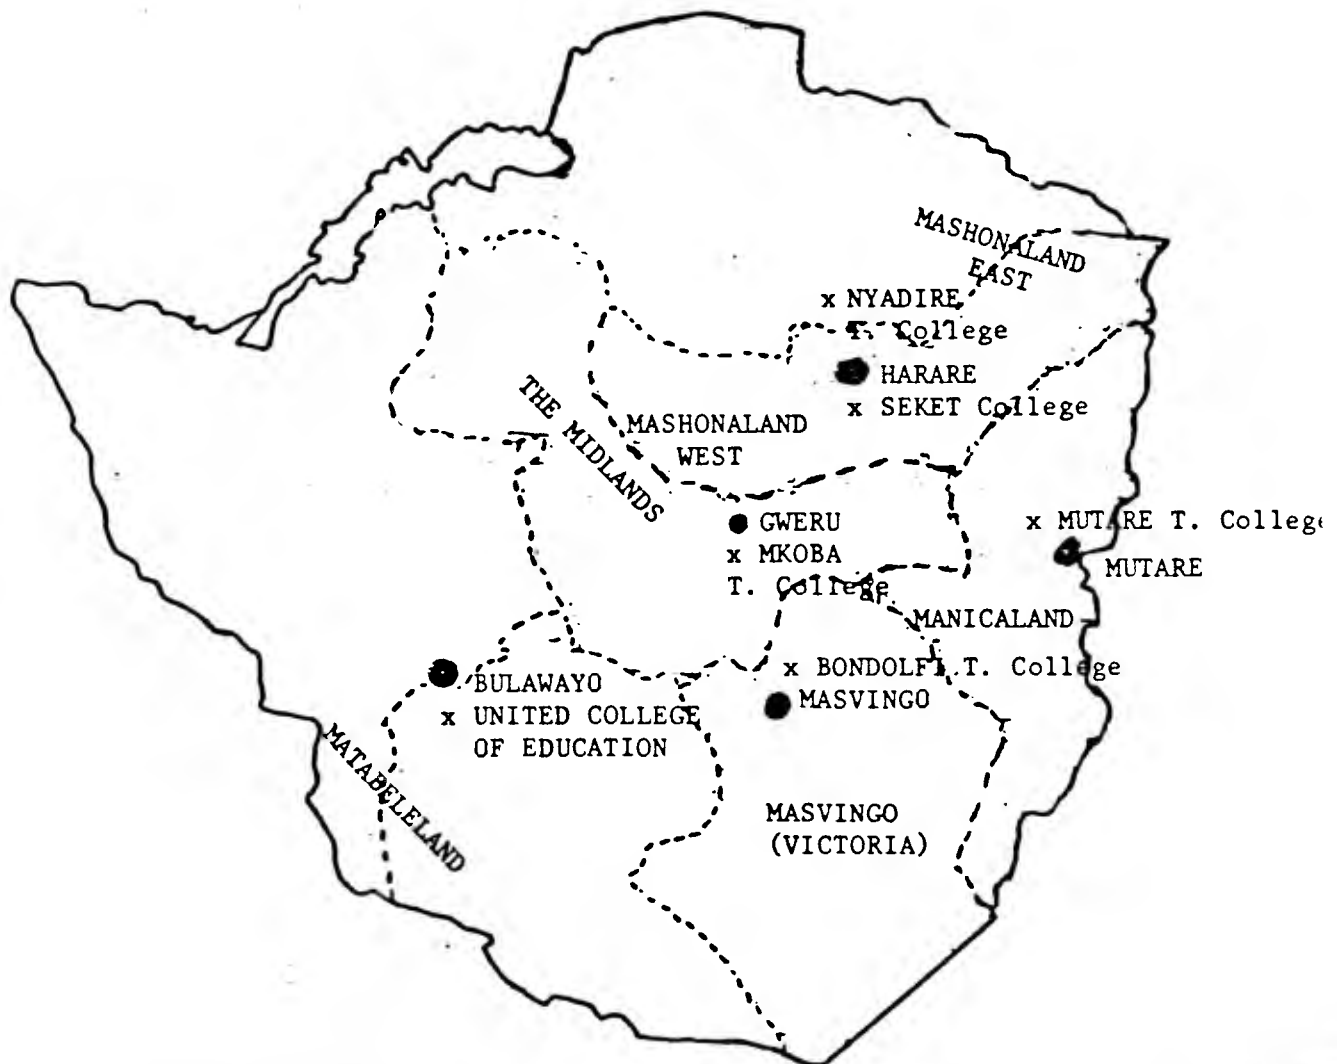 MASHONALAND
EAST
x NYADIRE
T. College
HARARE
x SEKET College
THE MIDLANDS
MASHONALAND
WEST
GWERU
x MKOBA
T. College
x MUTARE T. College
MUTARE
MANICALAND
x BONDOLFI T. College
MASVINGO
BULAWAYO
x UNITED COLLEGE
OF EDUCATION
MATABELELAND
MASVINGO
(VICTORIA)